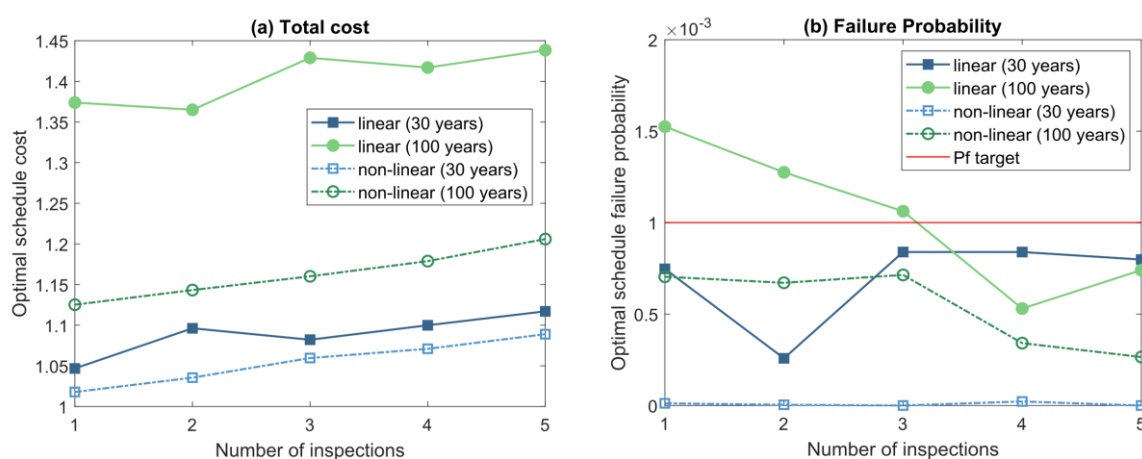 (a) Total cost
1.45
1.4
1.35
1.3
1.25
1.2
1.15
1.1
1.05
1
Optimal schedule cost
linear (30 years)
linear (100 years)
non-linear (30 years)
non-linear (100 years)
1 2 3 4 5
Number of inspections
(b) Failure Probability
×10⁻³
2
1.5
1
0.5
0
Optimal schedule failure probability
linear (30 years)
linear (100 years)
non-linear (30 years)
non-linear (100 years)
Pf target
1 2 3 4 5
Number of inspections